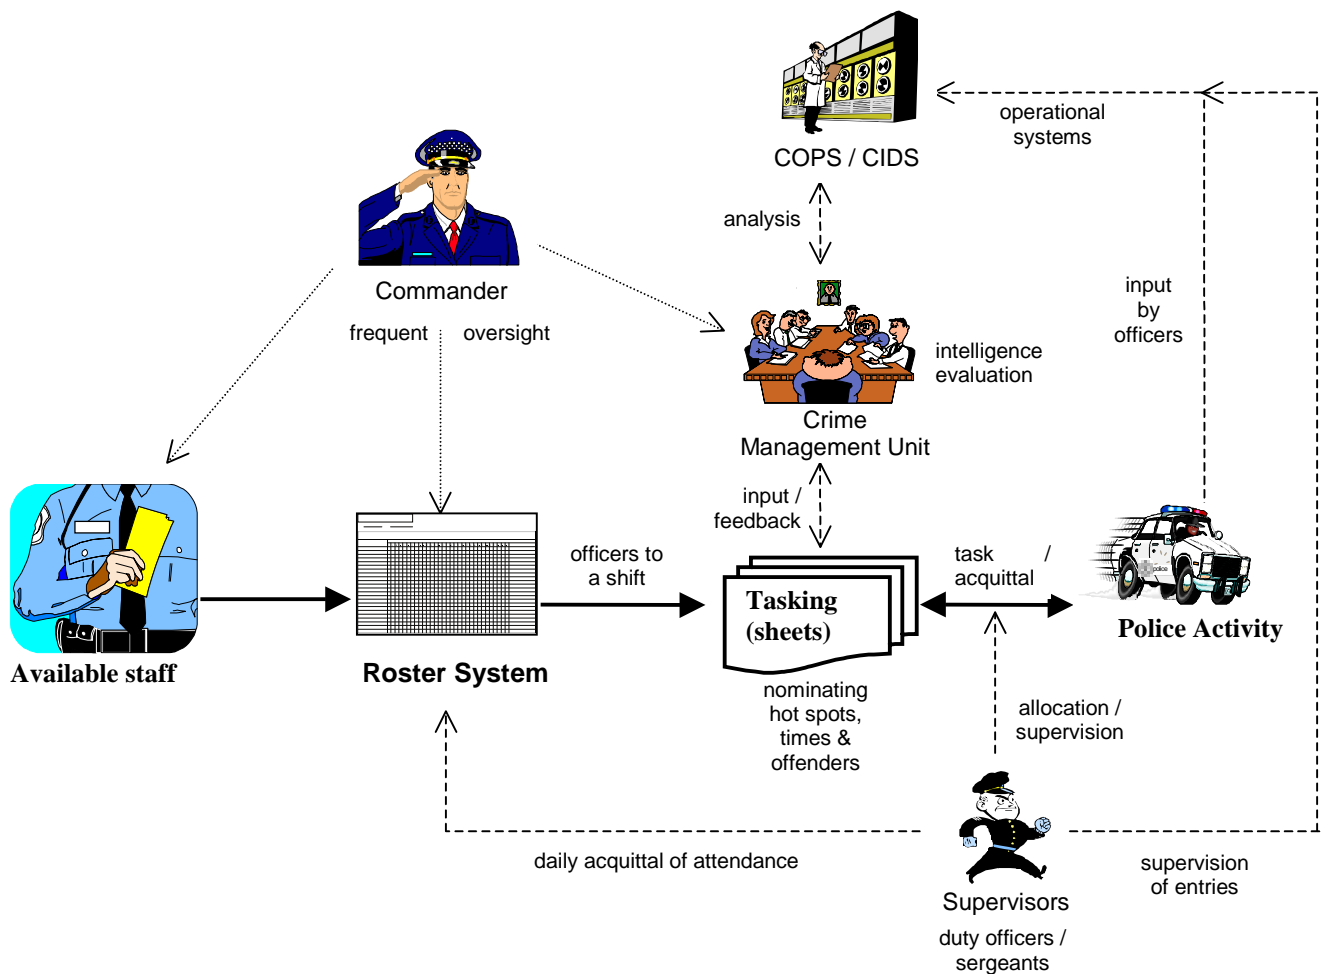 operational
systems
COPS / CIDS
analysis
Commander
frequent oversight
input
by
officers
intelligence
evaluation
Crime
Management Unit
input /
feedback
officers to
a shift
task /
acquittal
Tasking
(sheets)
police
Police Activity
Available staff
Roster System
nominating
hot spots,
times &
offenders
allocation /
supervision
daily acquittal of attendance
supervision
of entries
Supervisors
duty officers /
sergeants